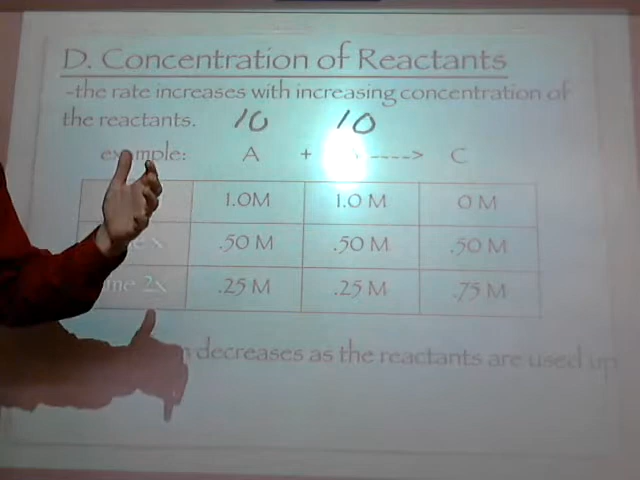 D. Concentration of Reactants
-the rate increases with increasing concentration of
the reactants. 10 10
A + ----> C
1.0M 1.0 M 0 M
.50 M .50 M .50 M
2x .25 M .25 M .75 M
decreases as the reactants are used up